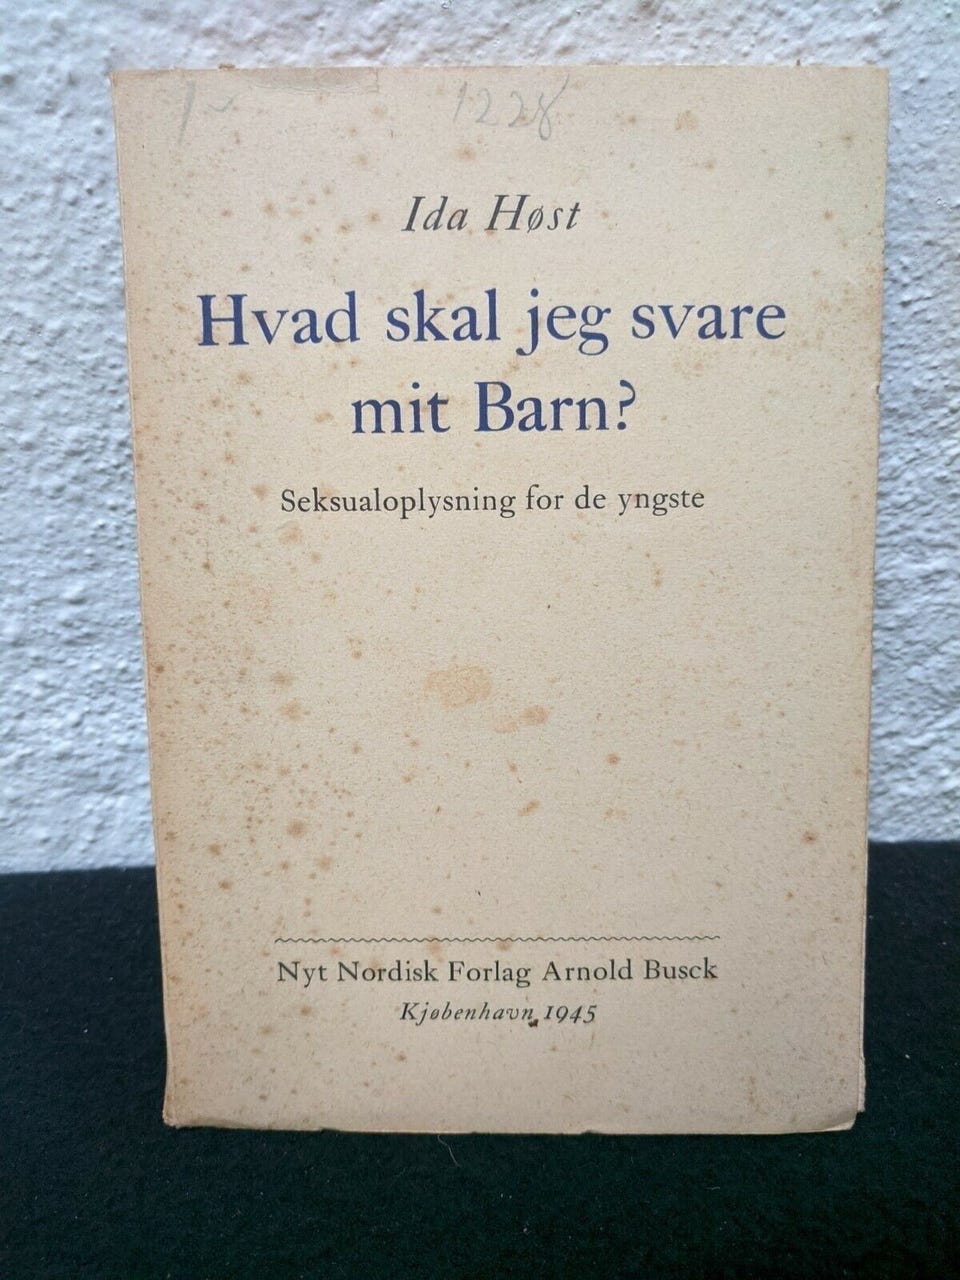 1~ 1228
Ida Høst
Hvad skal jeg svare
mit Barn?
Seksualoplysning for de yngste
Nyt Nordisk Forlag Arnold Busck
Kjøbenhavn 1945